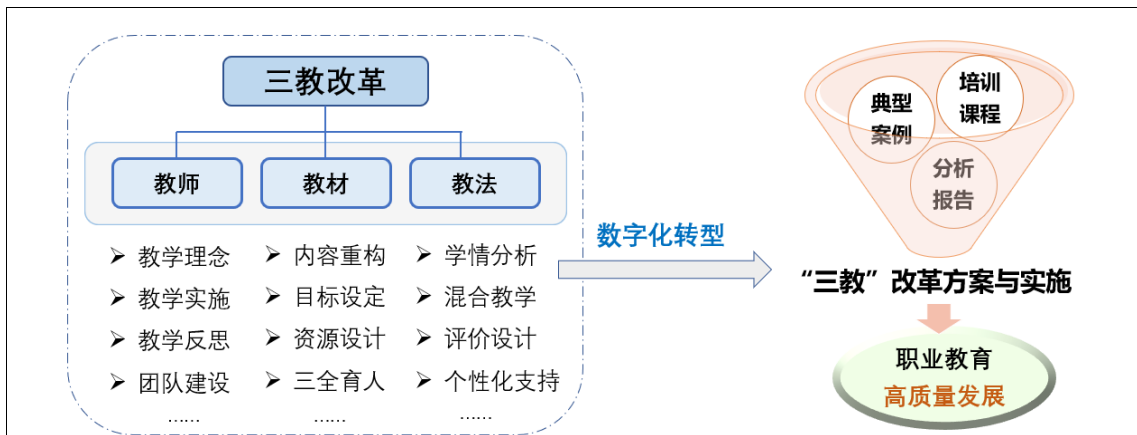 三教改革
教师
教材
教法
教学理念
教学实施
教学反思
团队建设
……
内容重构
目标设定
资源设计
三全育人
……
学情分析
混合教学
评价设计
个性化支持
……
数字化转型
典型
案例
培训
课程
分析
报告
“三教”改革方案与实施
职业教育
高质量发展